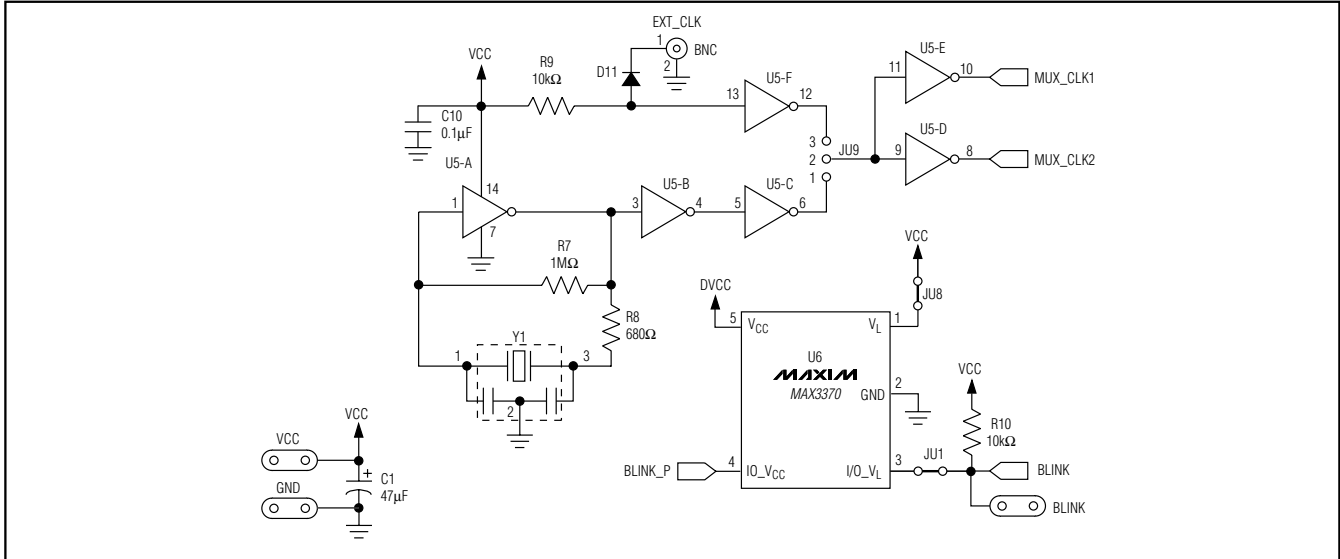 EXT_CLK
1
BNC
2
VCC
R9
10kΩ
D11
U5-F
13
12
U5-E
11
10
MUX_CLK1
C10
0.1µF
3
2
1
JU9
U5-D
9
8
MUX_CLK2
U5-A
14
1
7
U5-B
3
4
U5-C
5
6
R7
1MΩ
R8
680Ω
Y1
1
3
2
VCC
JU8
DVCC
5
VCC
VL
1
U6
MAXIM
MAX3370
GND
2
VCC
R10
10kΩ
VCC
VCC
C1
+
47µF
GND
BLINK_P
4
IO_VCC
I/O_VL
3
JU1
BLINK
BLINK